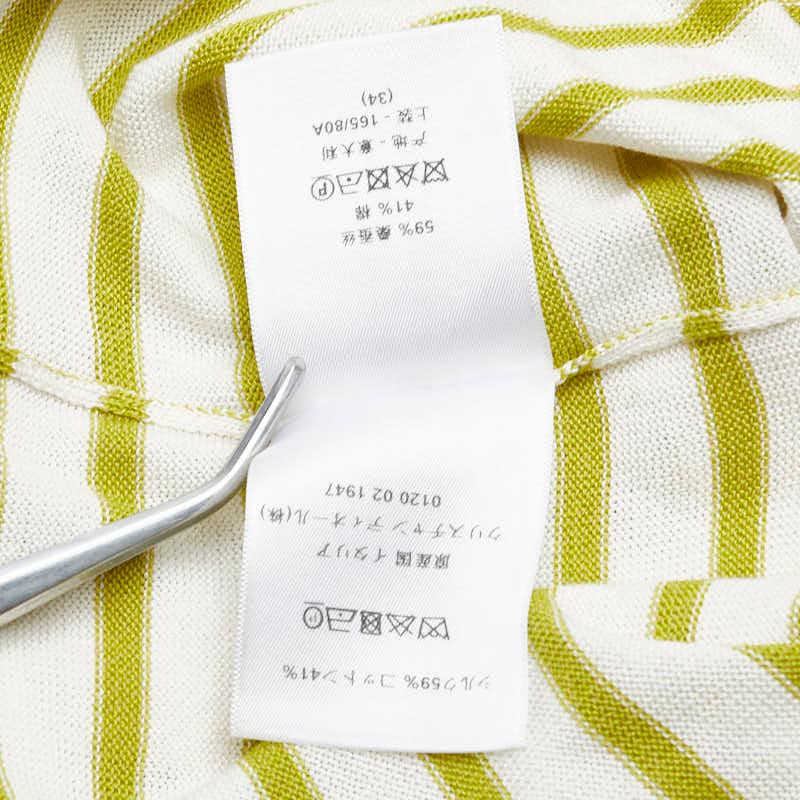 シルク59% コットン41%
原産国 イタリア
クリスチャン ディオール(株)
0120 02 1947
59% 桑蚕丝
41% 棉
产地 - 意大利
上装 - 165/80A
(34)